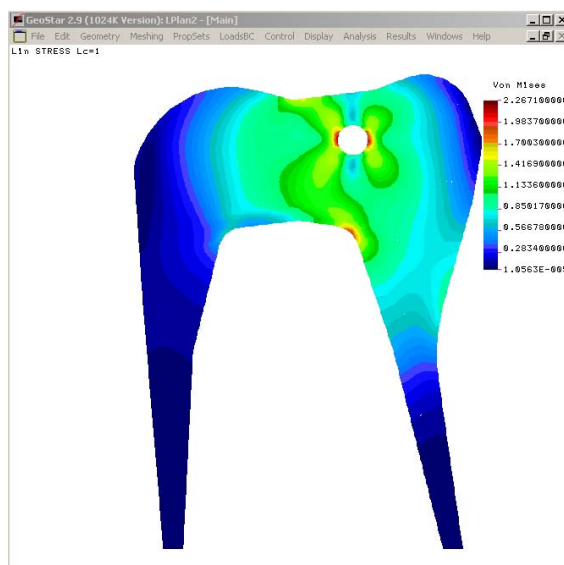 GeoStar 2.9 (1024K Version): I.Plan2 - [Main]
File Edit Geometry Meshing PropSets LoadsBC Control Display Analysis Results Windows Help
Lin STRESS Lc=1
Von Mises
2.267100000
1.983700000
1.700300000
1.416900000
1.133600000
0.850170000
0.566780000
0.283400000
1.0563E-005